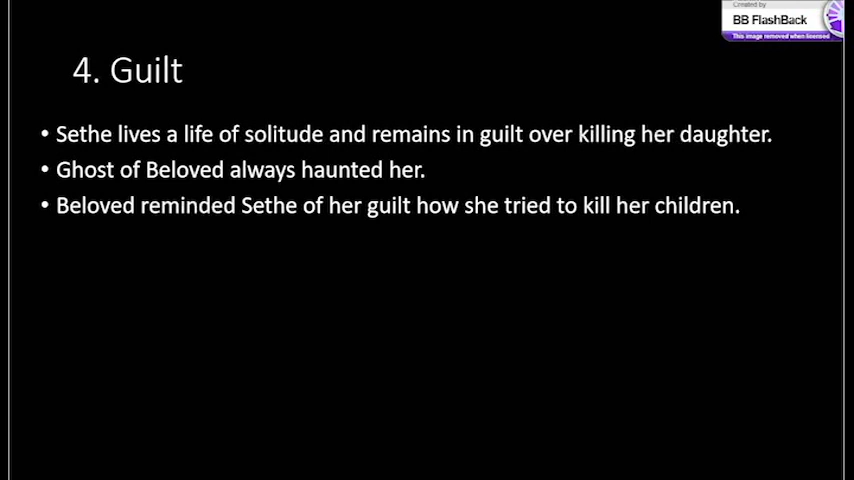 Created by
BB FlashBack
This image removed when licensed
4. Guilt
• Sethe lives a life of solitude and remains in guilt over killing her daughter.
• Ghost of Beloved always haunted her.
• Beloved reminded Sethe of her guilt how she tried to kill her children.